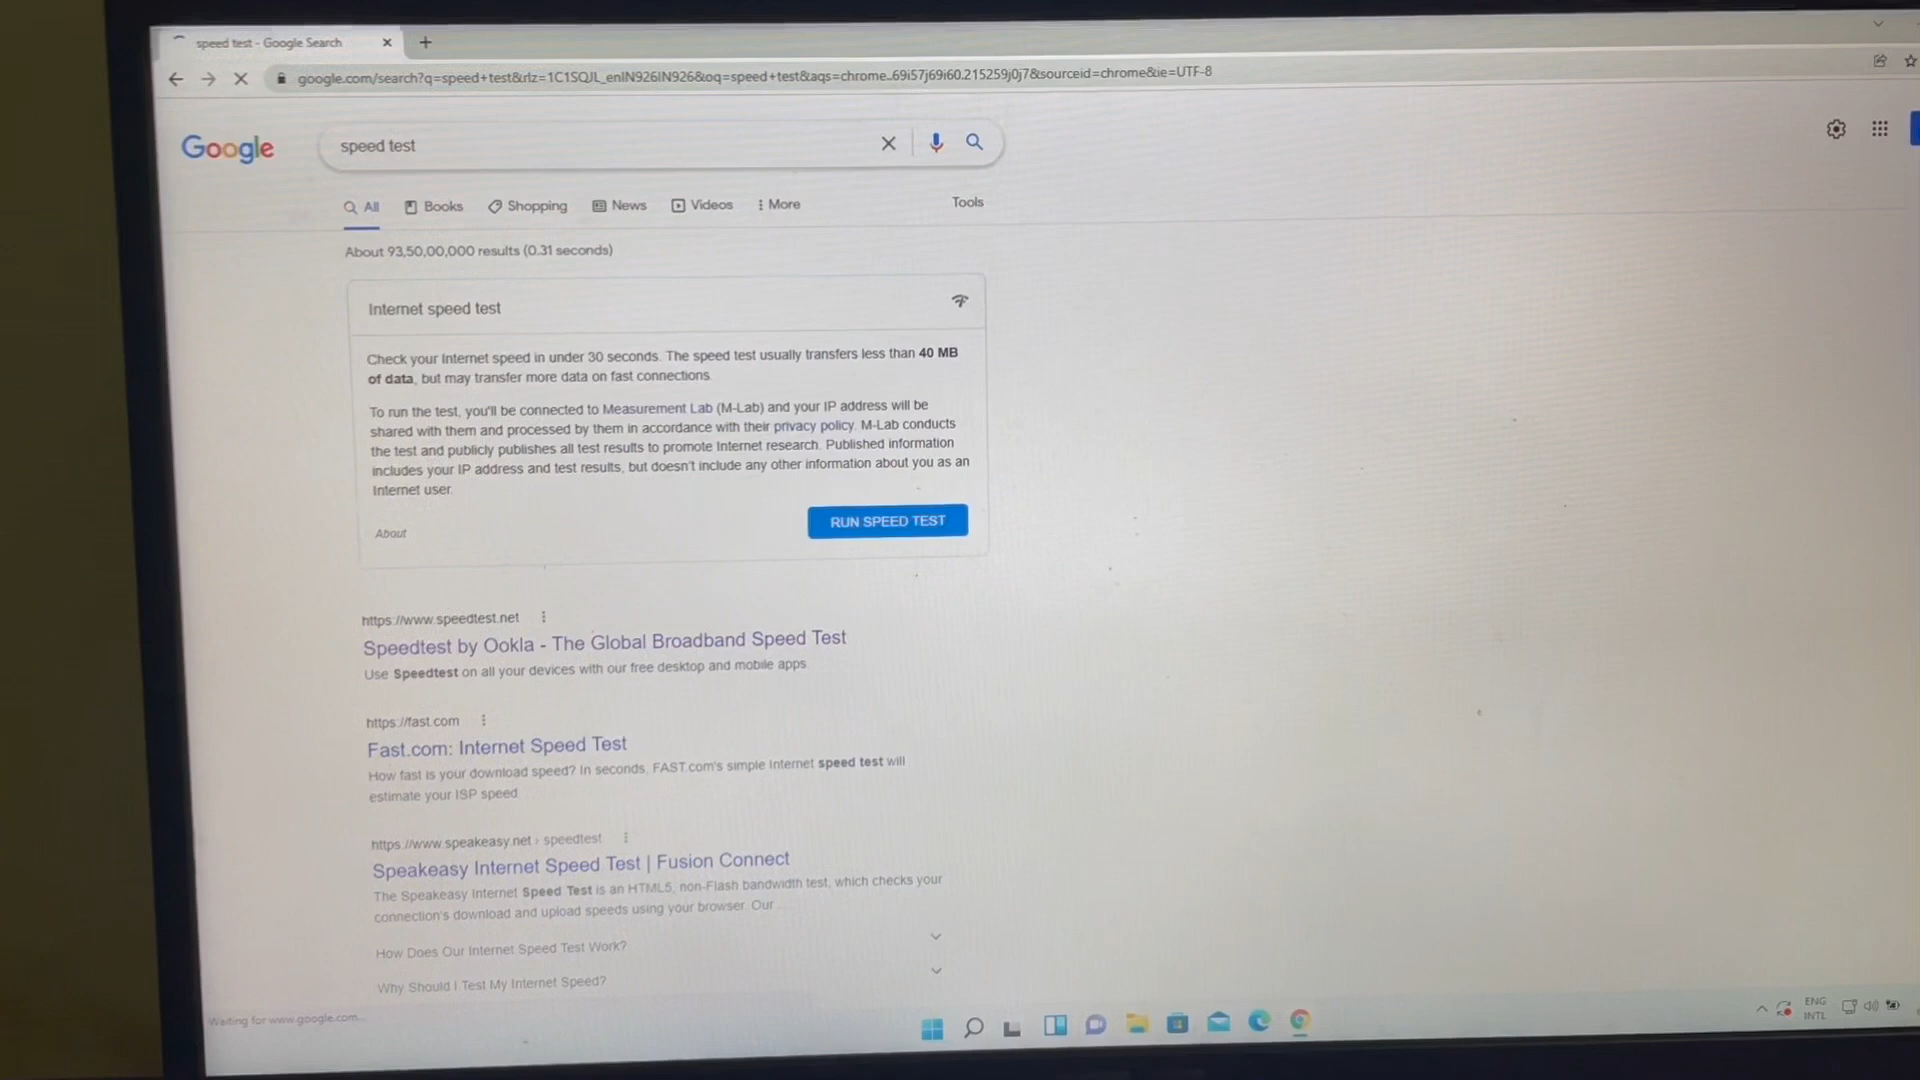 speed test - Google Search
google.com/search?q=speed+test&rlz=1C1SQJL_enIN926IN926&oq=speed+test&aqs=chrome..69i57j69i60.215259j0j7&sourceid=chrome&ie=UTF-8
Google
speed test
All Books Shopping News Videos More Tools
About 93,50,00,000 results (0.31 seconds)
Internet speed test
Check your Internet speed in under 30 seconds. The speed test usually transfers less than 40 MB
of data, but may transfer more data on fast connections.
To run the test, you'll be connected to Measurement Lab (M-Lab) and your IP address will be
shared with them and processed by them in accordance with their privacy policy. M-Lab conducts
the test and publicly publishes all test results to promote Internet research. Published information
includes your IP address and test results, but doesn't include any other information about you as an
Internet user.
About
RUN SPEED TEST
https://www.speedtest.net
Speedtest by Ookla - The Global Broadband Speed Test
Use Speedtest on all your devices with our free desktop and mobile apps.
https://fast.com
Fast.com: Internet Speed Test
How fast is your download speed? In seconds, FAST.com's simple Internet speed test will
estimate your ISP speed.
https://www.speakeasy.net › speedtest
Speakeasy Internet Speed Test | Fusion Connect
The Speakeasy Internet Speed Test is an HTML5, non-Flash bandwidth test, which checks your
connection's download and upload speeds using your browser. Our ...
How Does Our Internet Speed Test Work?
Why Should I Test My Internet Speed?
Waiting for www.google.com...
ENG
INTL